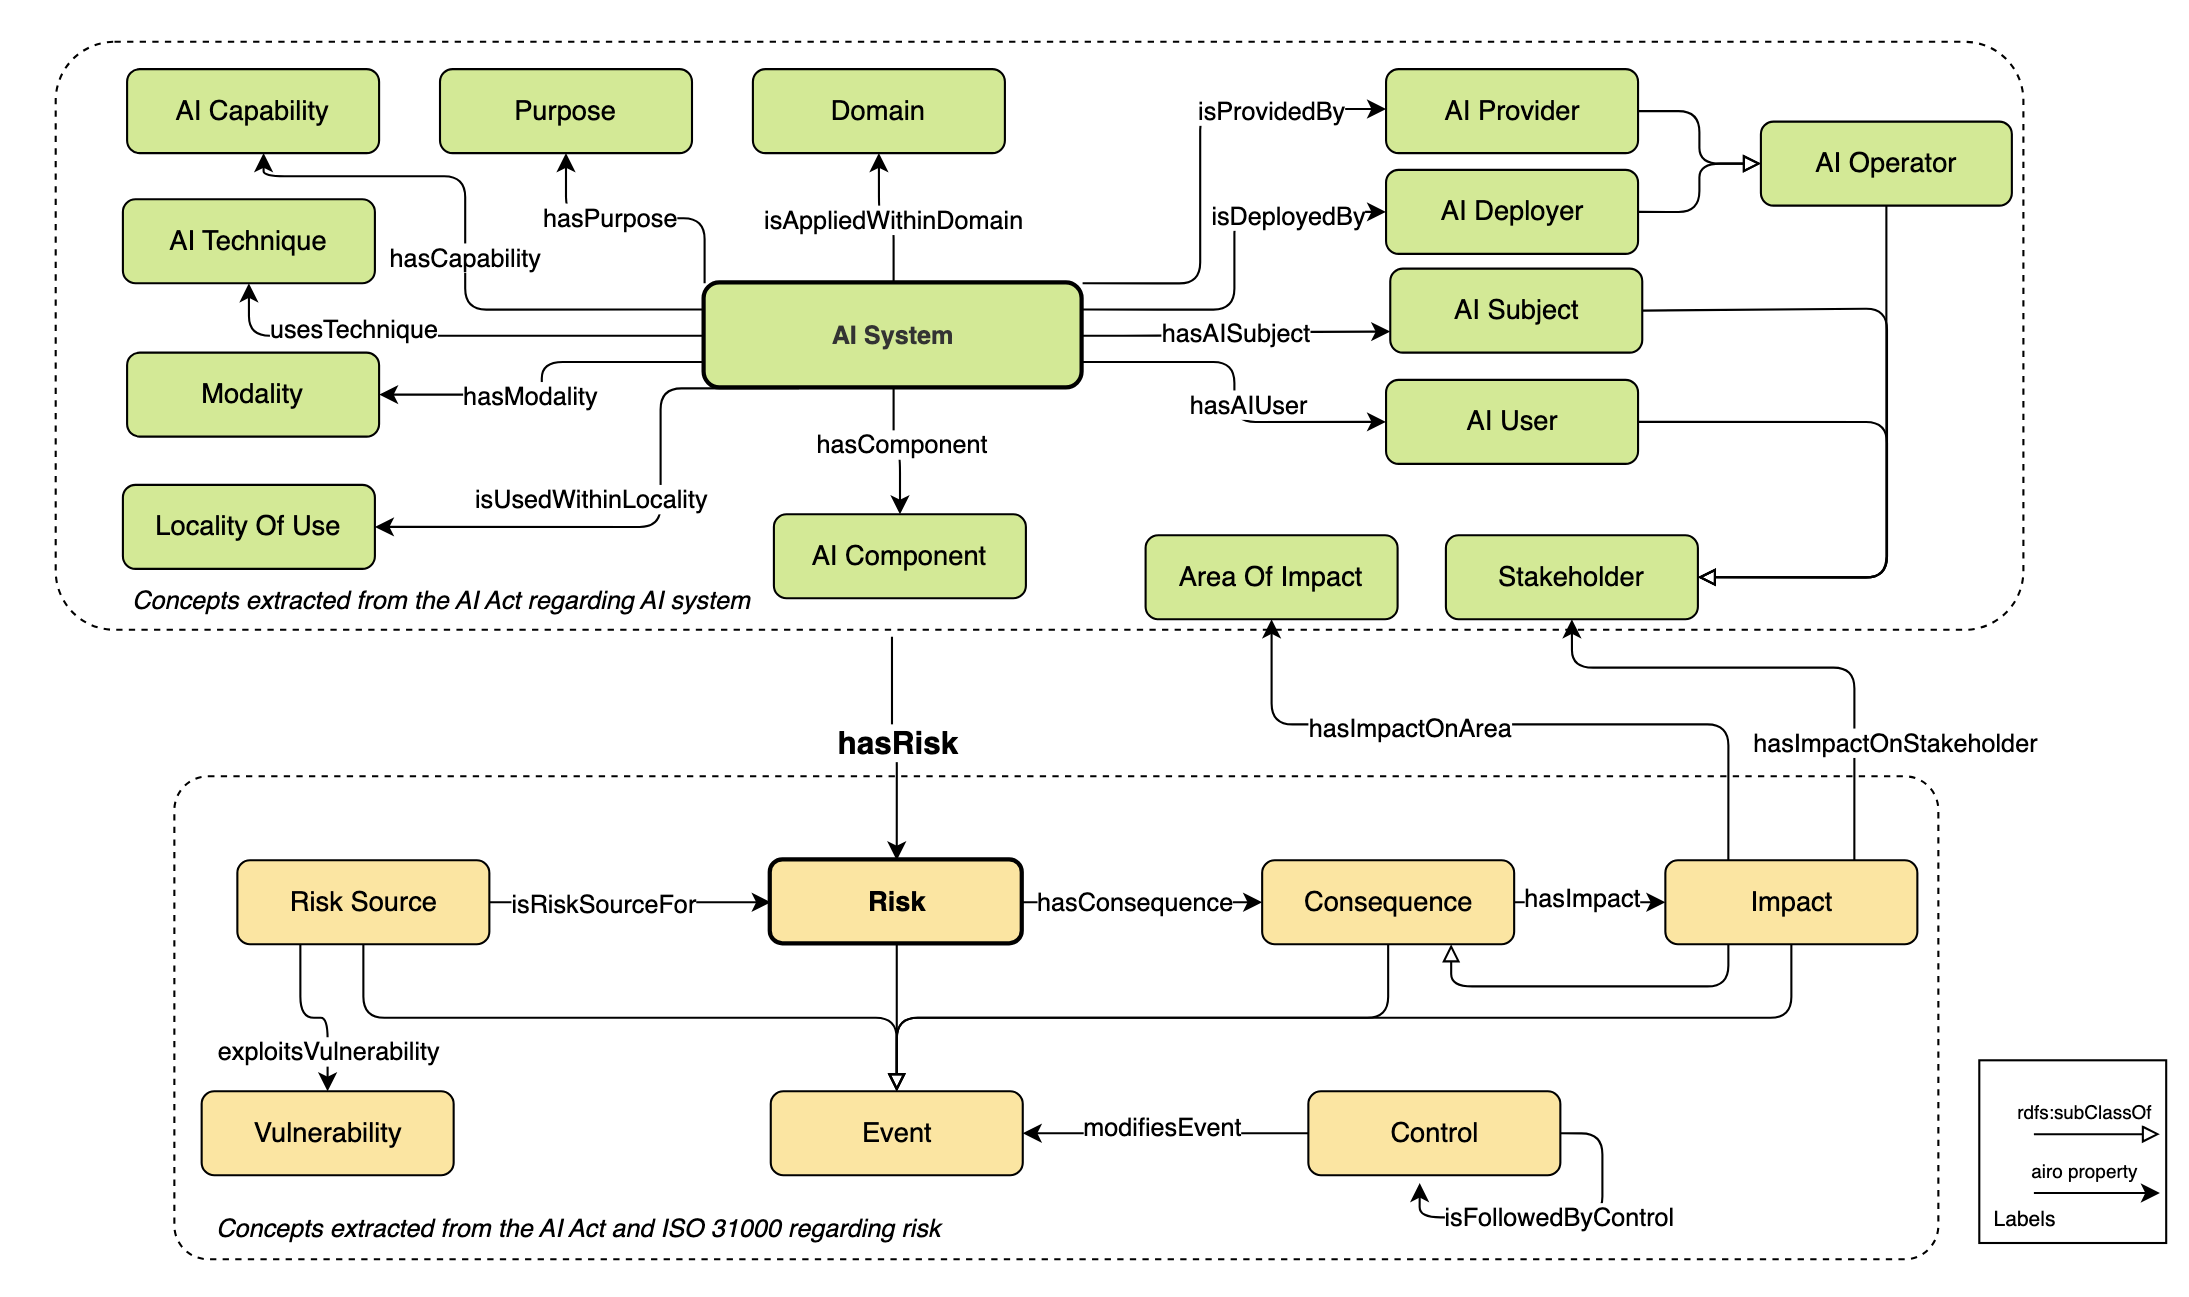 AI Capability
Purpose
Domain
isProvidedBy
AI Provider
AI Operator
hasPurpose
isAppliedWithinDomain
isDeployedBy
AI Deployer
AI Technique
hasCapability
AI Subject
usesTechnique
AI System
hasAISubject
Modality
hasModality
hasAIUser
AI User
hasComponent
isUsedWithinLocality
Locality Of Use
AI Component
Area Of Impact
Stakeholder
Concepts extracted from the AI Act regarding AI system
hasRisk
hasImpactOnArea
hasImpactOnStakeholder
Risk Source
isRiskSourceFor
Risk
hasConsequence
Consequence
hasImpact
Impact
exploitsVulnerability
Vulnerability
Event
modifiesEvent
Control
isFollowedByControl
Concepts extracted from the AI Act and ISO 31000 regarding risk
rdfs:subClassOf
airo property
Labels